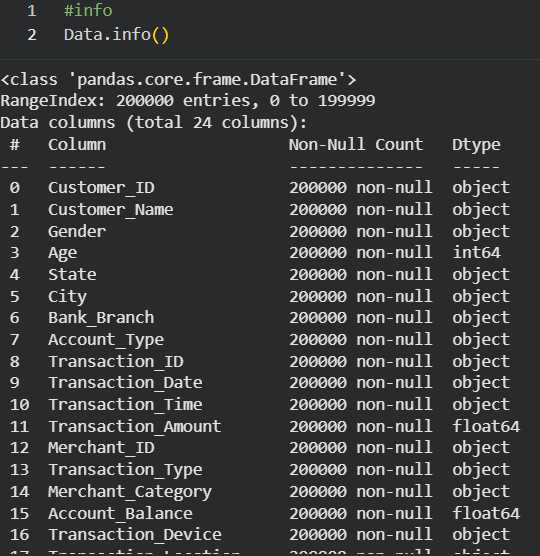 1 #info
2 Data.info()
<class 'pandas.core.frame.DataFrame'>
RangeIndex: 200000 entries, 0 to 199999
Data columns (total 24 columns):
# Column Non-Null Count Dtype
--- ------ -------------- -----
0 Customer_ID 200000 non-null object
1 Customer_Name 200000 non-null object
2 Gender 200000 non-null object
3 Age 200000 non-null int64
4 State 200000 non-null object
5 City 200000 non-null object
6 Bank_Branch 200000 non-null object
7 Account_Type 200000 non-null object
8 Transaction_ID 200000 non-null object
9 Transaction_Date 200000 non-null object
10 Transaction_Time 200000 non-null object
11 Transaction_Amount 200000 non-null float64
12 Merchant_ID 200000 non-null object
13 Transaction_Type 200000 non-null object
14 Merchant_Category 200000 non-null object
15 Account_Balance 200000 non-null float64
16 Transaction_Device 200000 non-null object